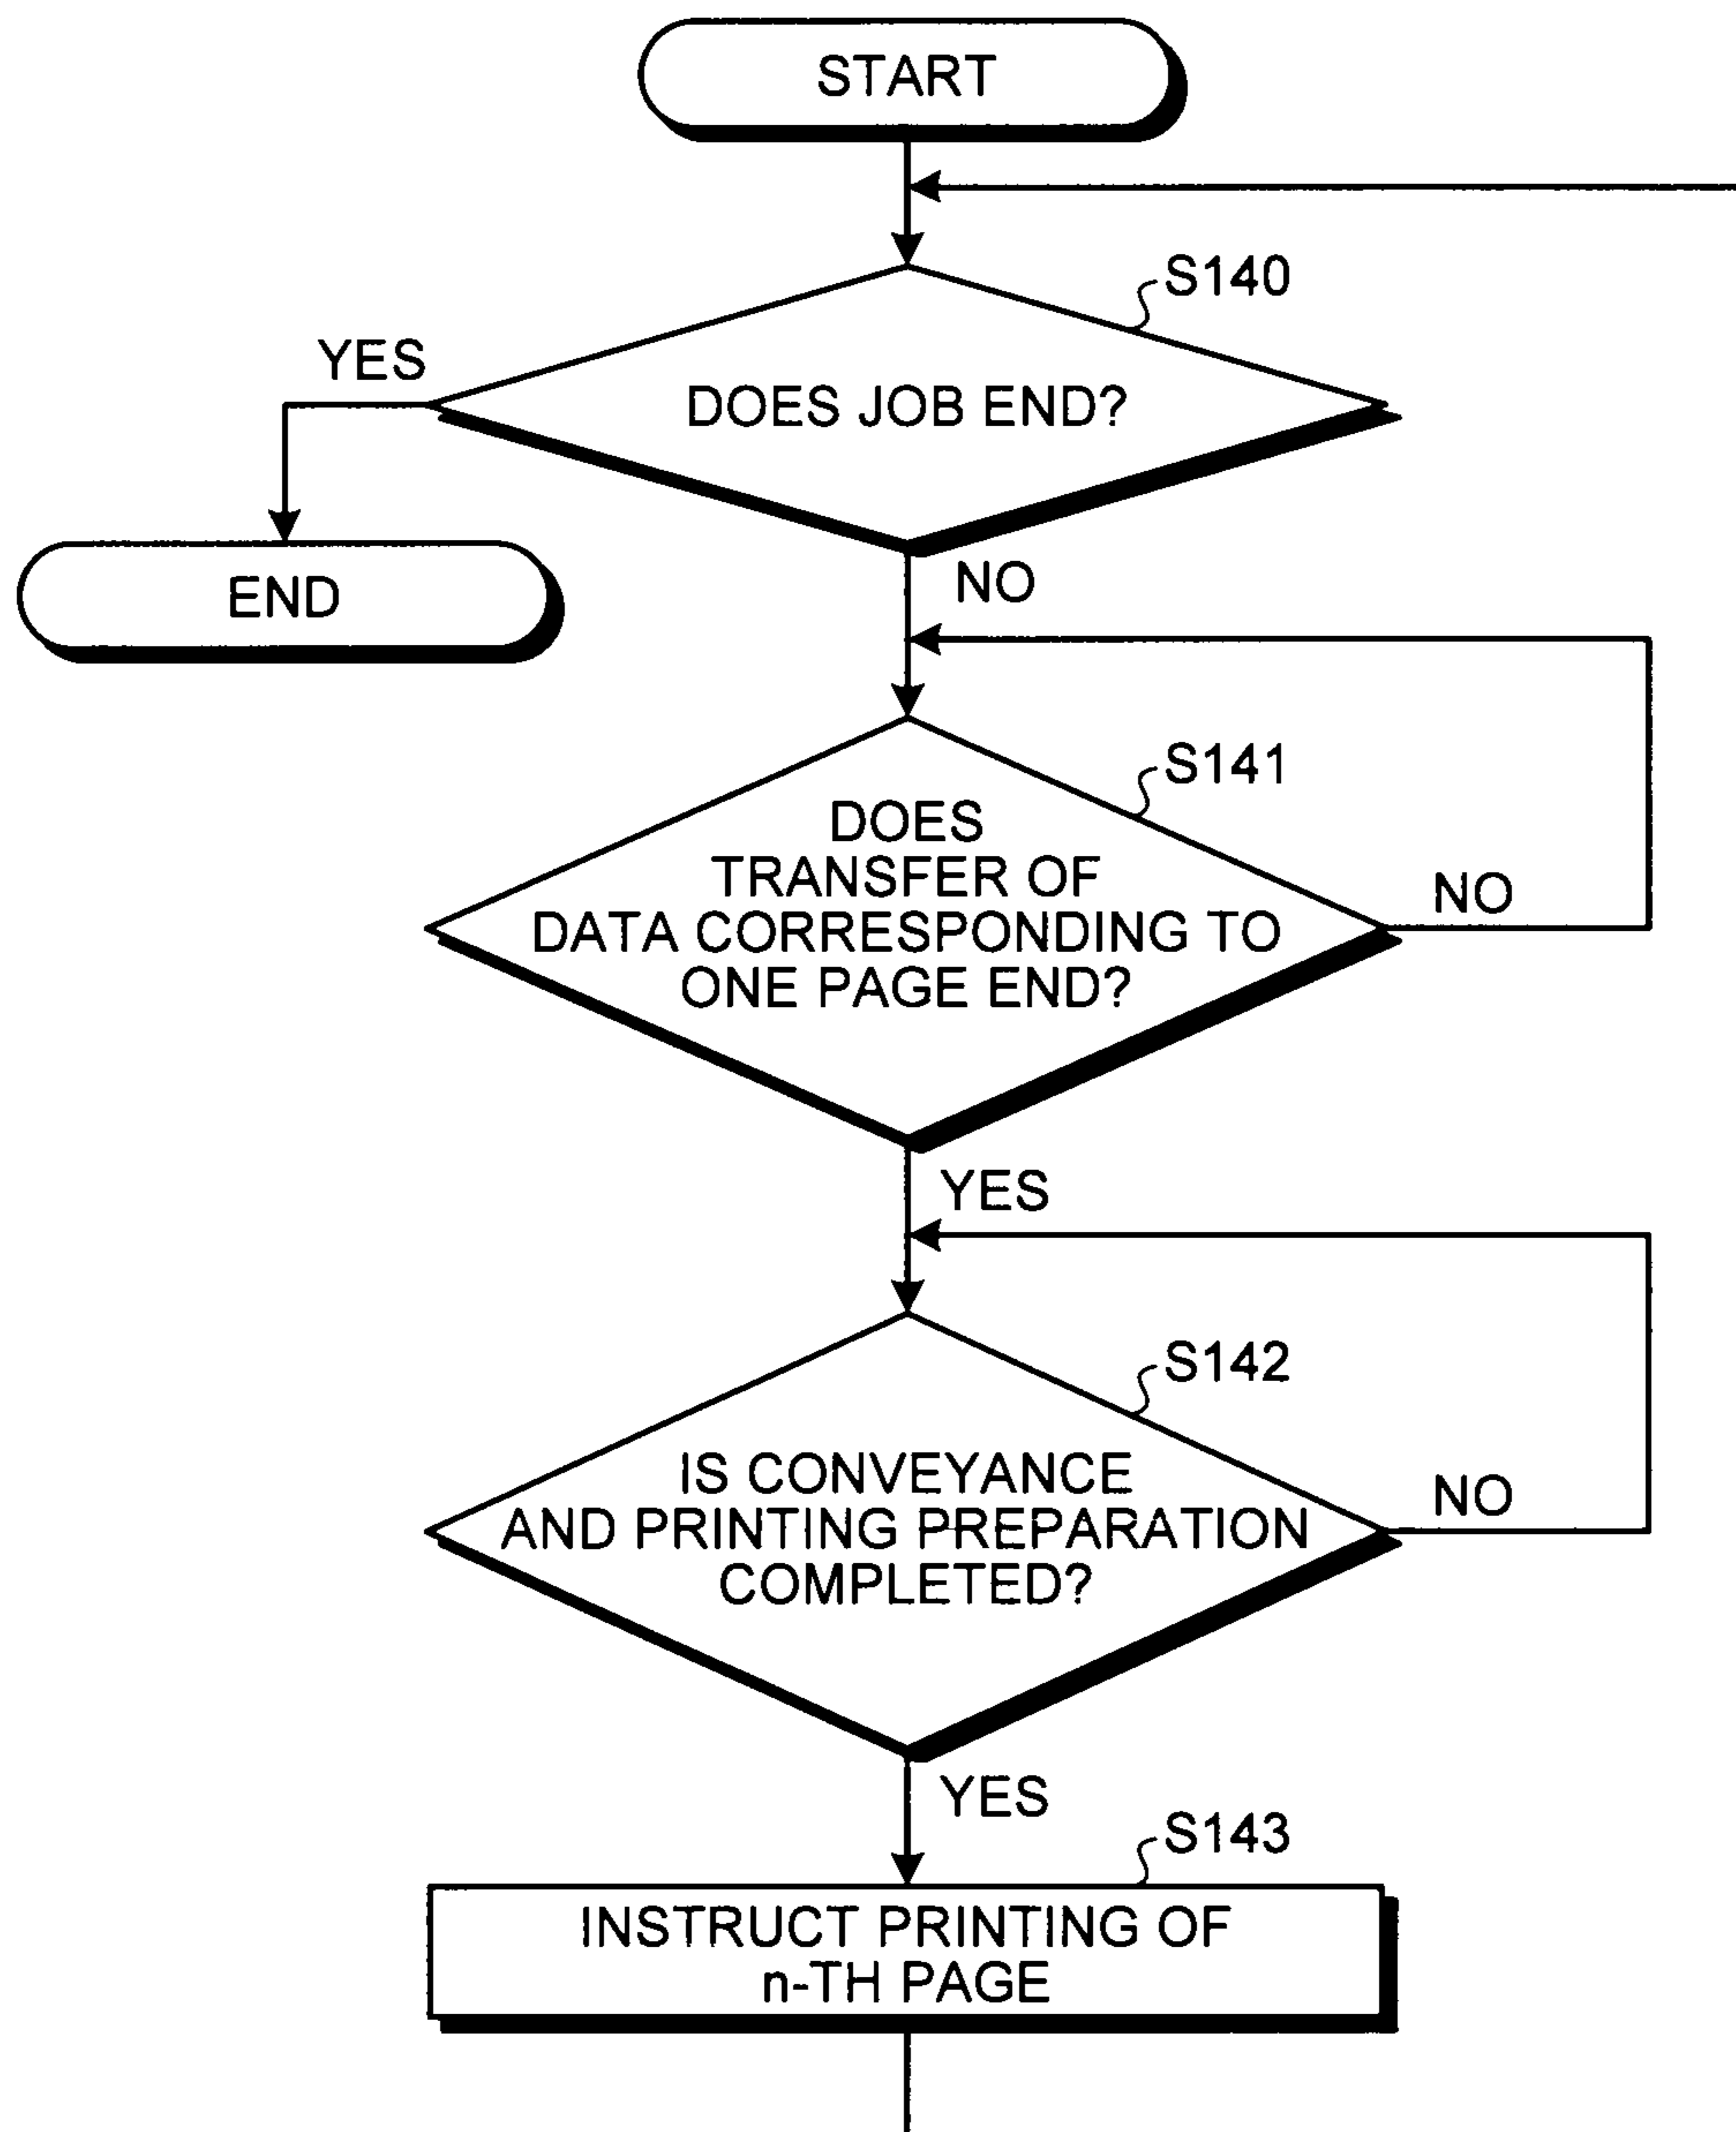 START
S140
YES
DOES JOB END?
END
NO
S141
DOES
TRANSFER OF
DATA CORRESPONDING TO
ONE PAGE END?
NO
YES
S142
IS CONVEYANCE
AND PRINTING PREPARATION
COMPLETED?
NO
YES
S143
INSTRUCT PRINTING OF
n-TH PAGE